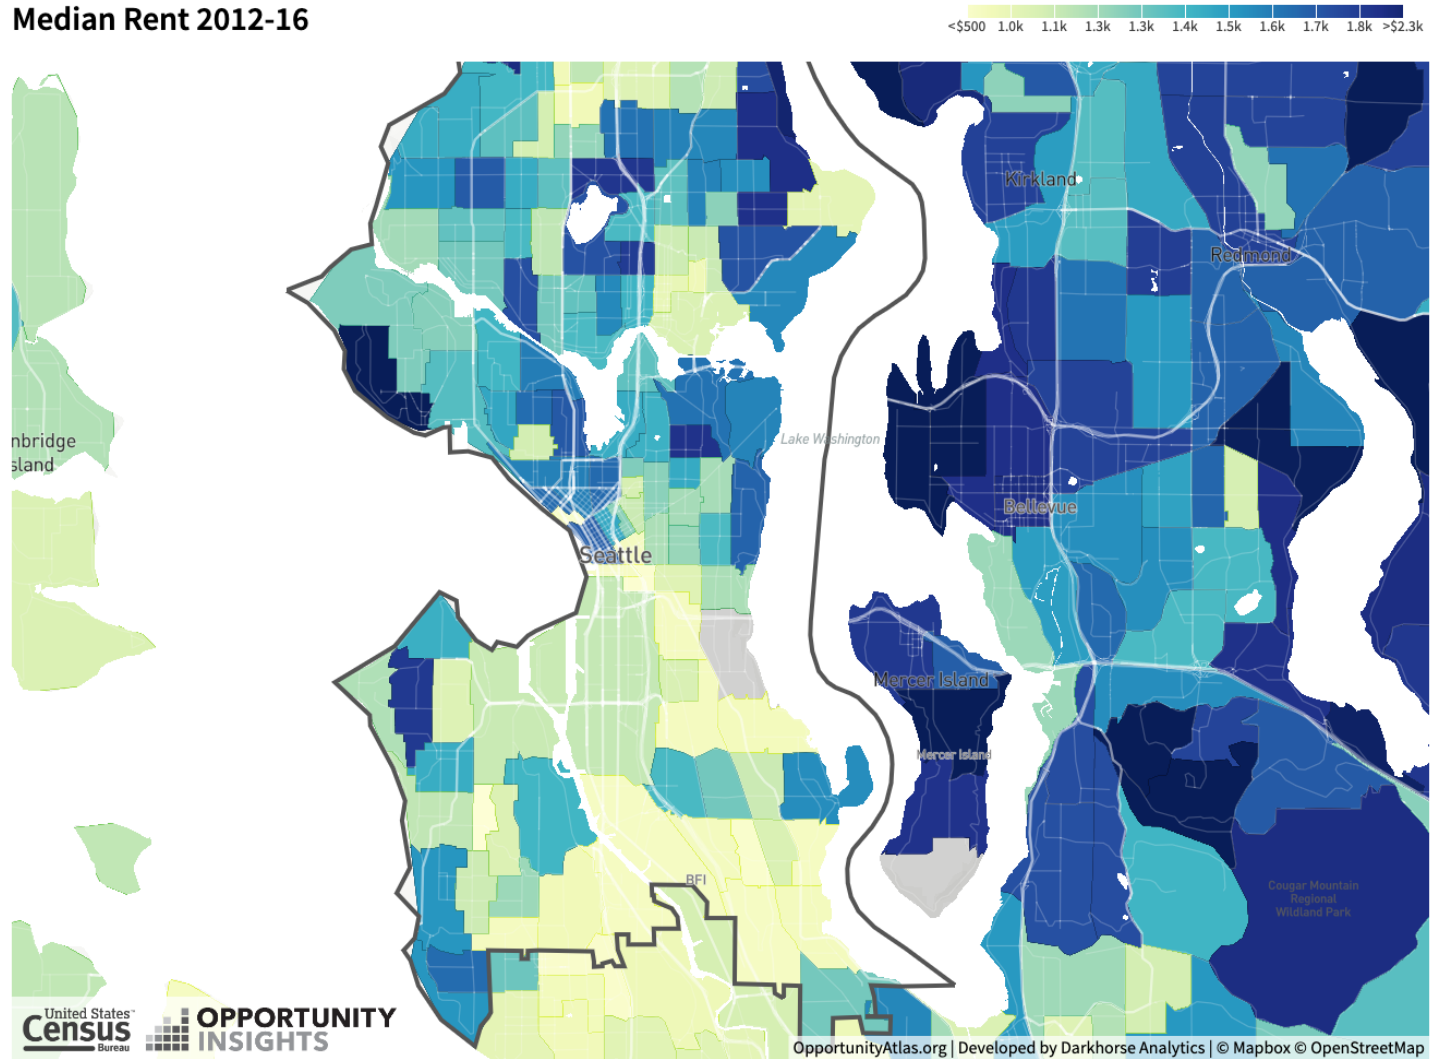 Median Rent 2012-16
<$500 1.0k 1.1k 1.3k 1.3k 1.4k 1.5k 1.6k 1.7k 1.8k >$2.3k
Kirkland
Redmond
nbridge
sland
Lake Washington
Bellevue
Seattle
Mercer Island
Mercer Island
BFI
Cougar Mountain
Regional
Wildland Park
United States™
Census
Bureau
OPPORTUNITY
INSIGHTS
OpportunityAtlas.org | Developed by Darkhorse Analytics | © Mapbox © OpenStreetMap